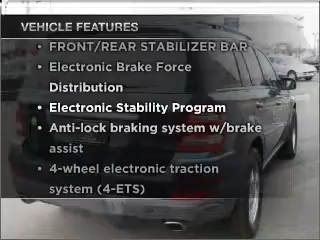 VEHICLE FEATURES
• FRONT/REAR STABILIZER BAR
• Electronic Brake Force
Distribution
• Electronic Stability Program
• Anti-lock braking system w/brake
assist
• 4-wheel electronic traction
system (4-ETS)